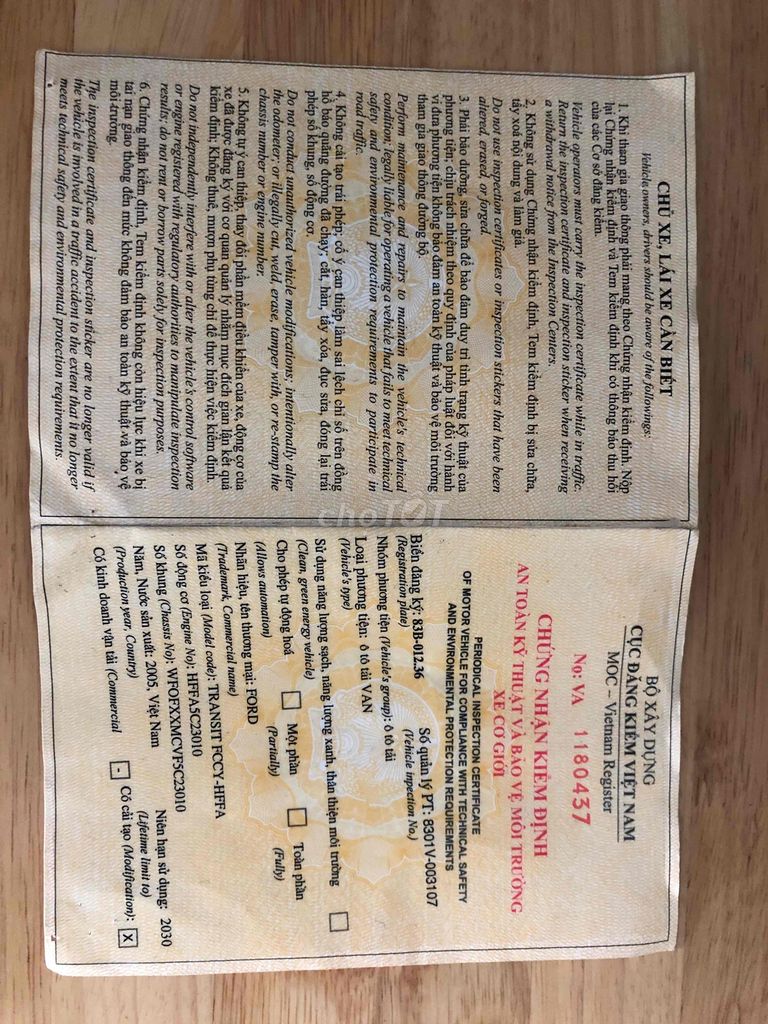 CHỦ XE, LÁI XE CẦN BIẾT
Vehicle owners, drivers should be aware of the followings:
1. Khi tham gia giao thông phải mang theo Chứng nhận kiểm định. Nộp
lại Chứng nhận kiểm định và Tem kiểm định khi có thông báo thu hồi
của các Cơ sở đăng kiểm.
Vehicle operators must carry the inspection certificate while in traffic.
Return the inspection certificate and inspection sticker when receiving
a withdrawal notice from the Inspection Centers.
2. Không sử dụng Chứng nhận kiểm định, Tem kiểm định bị sửa chữa,
tẩy xoá nội dung và làm giả.
Do not use inspection certificates or inspection stickers that have been
altered, erased, or forged.
3. Phải bảo dưỡng, sửa chữa để bảo đảm duy trì tình trạng kỹ thuật của
phương tiện; chịu trách nhiệm theo quy định của pháp luật đối với hành
vi đưa phương tiện không bảo đảm an toàn kỹ thuật và bảo vệ môi trường
tham gia giao thông đường bộ.
Perform maintenance and repairs to maintain the vehicle's technical
condition; legally liable for operating a vehicle that fails to meet technical
safety and environmental protection requirements to participate in
road traffic.
4. Không cải tạo trái phép; cố ý can thiệp làm sai lệch chỉ số trên đồng
hồ báo quãng đường đã chạy; cắt, hàn, tẩy xóa, đục sửa, đóng lại trái
phép số khung, số động cơ.
Do not conduct unauthorized vehicle modifications; intentionally alter
the odometer; or illegally cut, weld, erase, tamper with, or re-stamp the
chassis number or engine number.
5. Không tự ý can thiệp, thay đổi phần mềm điều khiển của xe, động cơ của
xe đã được đăng ký với cơ quan quản lý nhằm mục đích gian lận kết quả
kiểm định; Không thuê, mượn phụ tùng chỉ để thực hiện việc kiểm định.
Do not independently interfere with or alter the vehicle's control software
or engine registered with regulatory authorities to manipulate inspection
results; do not rent or borrow parts solely for inspection purposes.
6. Chứng nhận kiểm định, Tem kiểm định không còn hiệu lực khi xe bị
tai nạn giao thông đến mức không đảm bảo an toàn kỹ thuật và bảo vệ
môi trường.
The inspection certificate and inspection sticker are no longer valid if
the vehicle is involved in a traffic accident to the extent that it no longer
meets technical safety and environmental protection requirements.
BỘ XÂY DỰNG
CỤC ĐĂNG KIỂM VIỆT NAM
MOC – Vietnam Register
No: VA 1180437
CHỨNG NHẬN KIỂM ĐỊNH
AN TOÀN KỸ THUẬT VÀ BẢO VỆ MÔI TRƯỜNG
XE CƠ GIỚI
PERIODICAL INSPECTION CERTIFICATE
OF MOTOR VEHICLE FOR COMPLIANCE WITH TECHNICAL SAFETY
AND ENVIRONMENTAL PROTECTION REQUIREMENTS
Biển đăng ký: 83B-012.36 Số quản lý PT: 8301V-003107
(Registration plate) (Vehicle inpection No.)
Nhóm phương tiện (Vehicle's group): ô tô tải
Loại phương tiện: ô tô tải VAN
(Vehicle's type)
Sử dụng năng lượng sạch, năng lượng xanh, thân thiện môi trường
(Clean, green energy vehicle)
Cho phép tự động hoá Một phần Toàn phần
(Allows automation) (Partially) (Fully)
Nhãn hiệu, tên thương mại: FORD
(Trademark, Commercial name)
Mã kiểu loại (Model code): TRANSIT FCCY-HFFA
Số động cơ (Engine No): HFFA5C23010
Số khung (Chassis No): WFOFXXMCVF5C23010
Năm, Nước sản xuất: 2005, Việt Nam Niên hạn sử dụng: 2030
(Production year, Country) (Lifetime limit to)
Có kinh doanh vận tải (Commercial - Có cải tạo (Modification): X
choTỐT